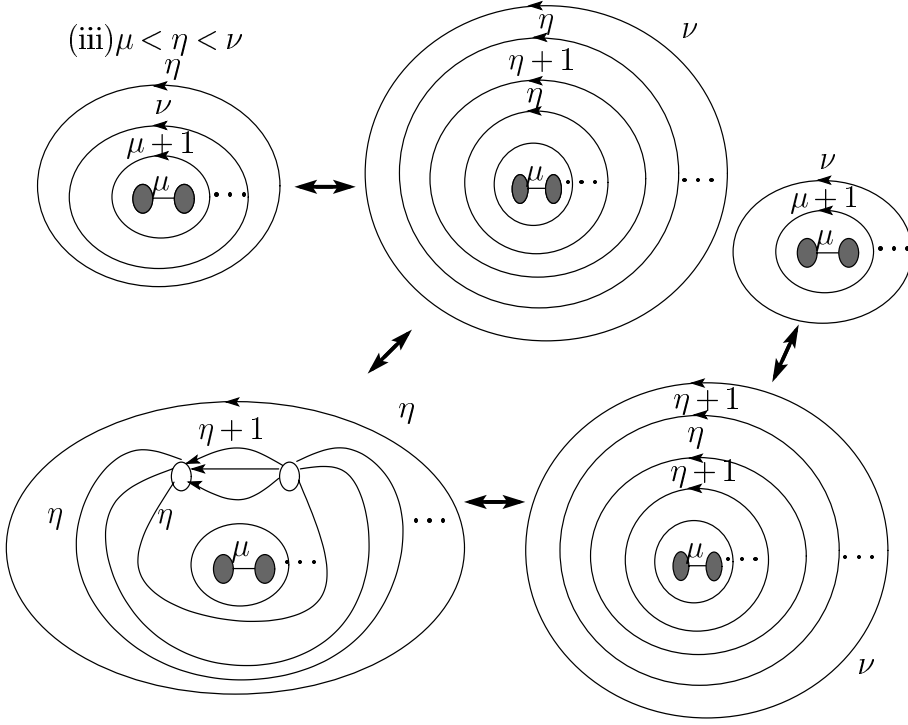 (iii) μ < η < ν
η
ν
μ + 1
μ
...
η
η + 1
η
μ
...
...
ν
ν
μ + 1
μ
...
η
η + 1
η
η
μ
...
...
η + 1
η
η + 1
μ
...
...
ν